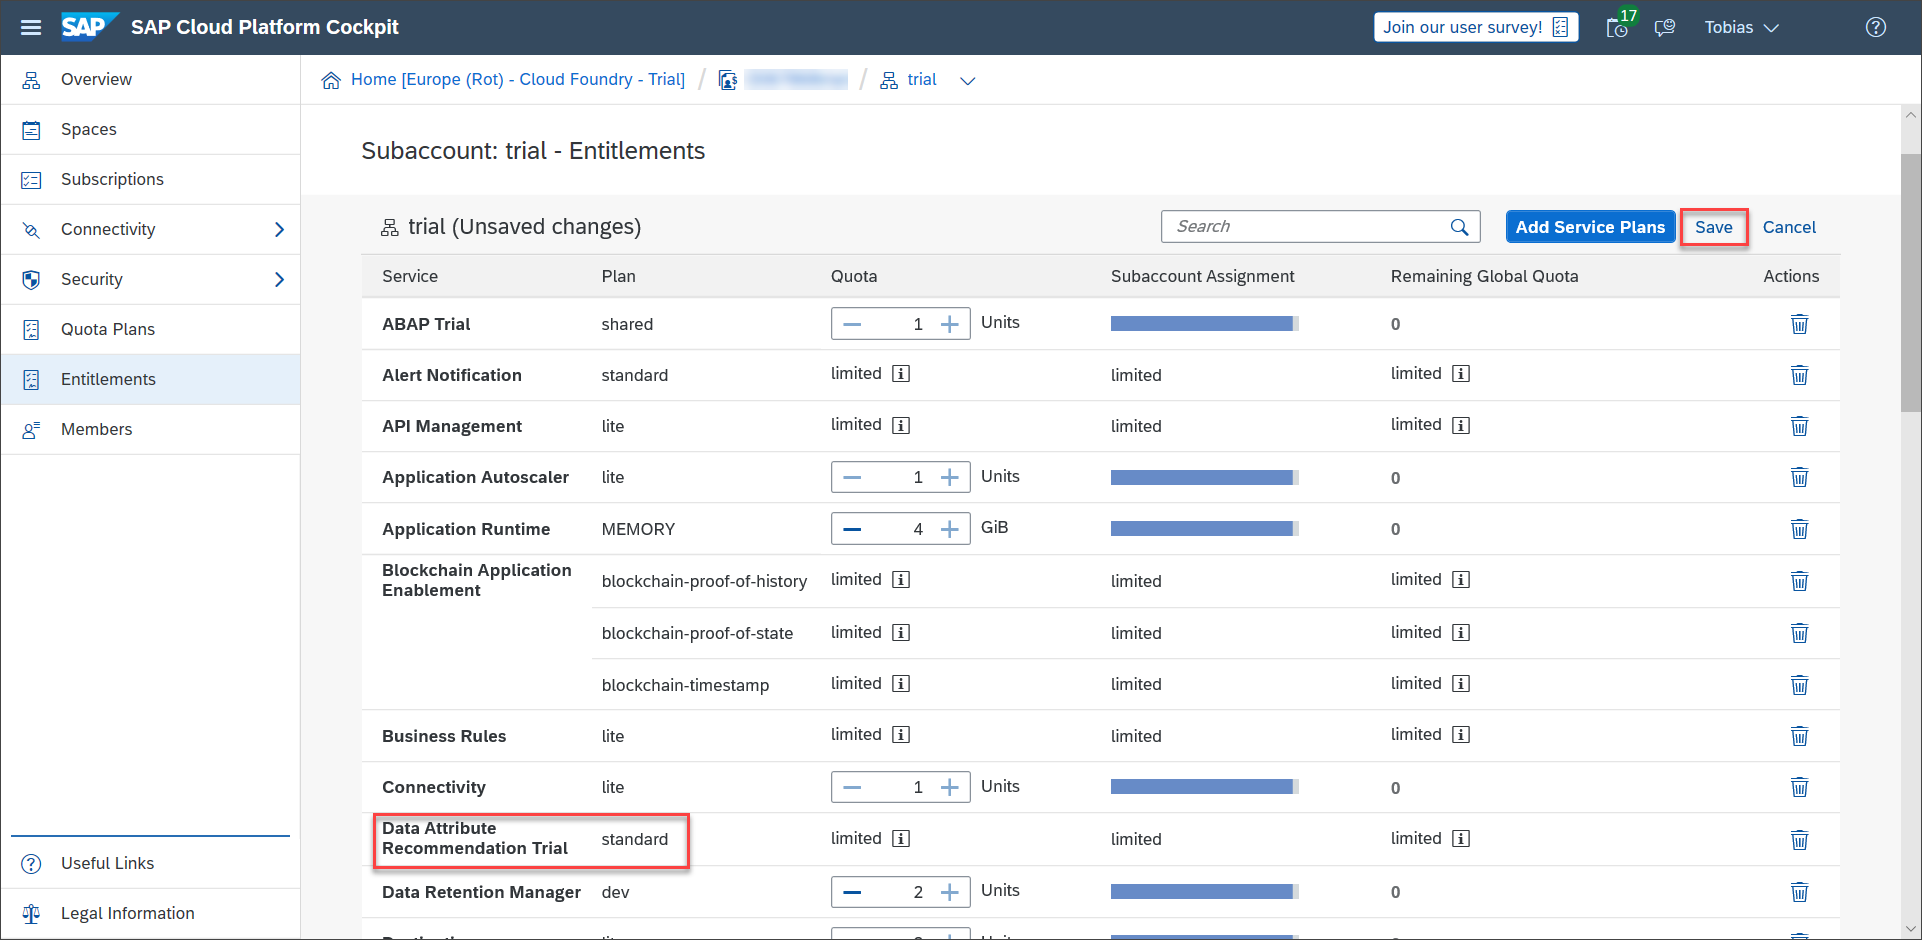 SAP SAP Cloud Platform Cockpit
Join our user survey!
17
Tobias
Overview
Spaces
Subscriptions
Connectivity
Security
Quota Plans
Entitlements
Members
Useful Links
Legal Information
Home [Europe (Rot) - Cloud Foundry - Trial] / / trial
Subaccount: trial - Entitlements
trial (Unsaved changes)
Search
Add Service Plans
Save
Cancel
Service Plan Quota Subaccount Assignment Remaining Global Quota Actions
ABAP Trial shared 1 Units 0
Alert Notification standard limited limited limited
API Management lite limited limited limited
Application Autoscaler lite 1 Units 0
Application Runtime MEMORY 4 GiB 0
Blockchain Application
Enablement
blockchain-proof-of-history limited limited limited
blockchain-proof-of-state limited limited limited
blockchain-timestamp limited limited limited
Business Rules lite limited limited limited
Connectivity lite 1 Units 0
Data Attribute
Recommendation Trial
standard limited limited limited
Data Retention Manager dev 2 Units 0